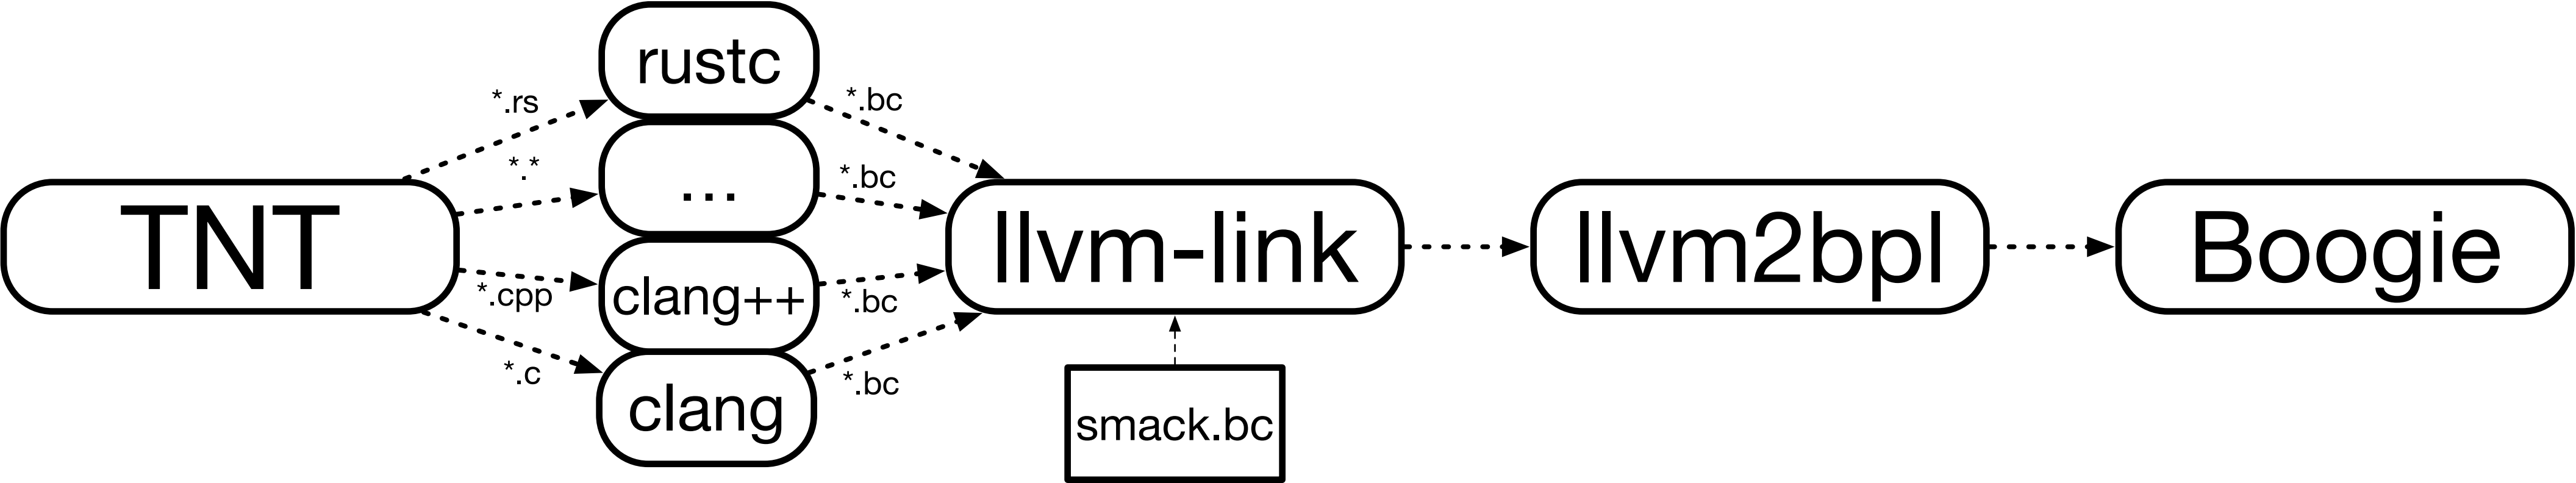 TNT
*.rs
*.*
*.cpp
*.c
rustc
...
clang++
clang
*.bc
*.bc
*.bc
*.bc
llvm-link
smack.bc
llvm2bpl
Boogie